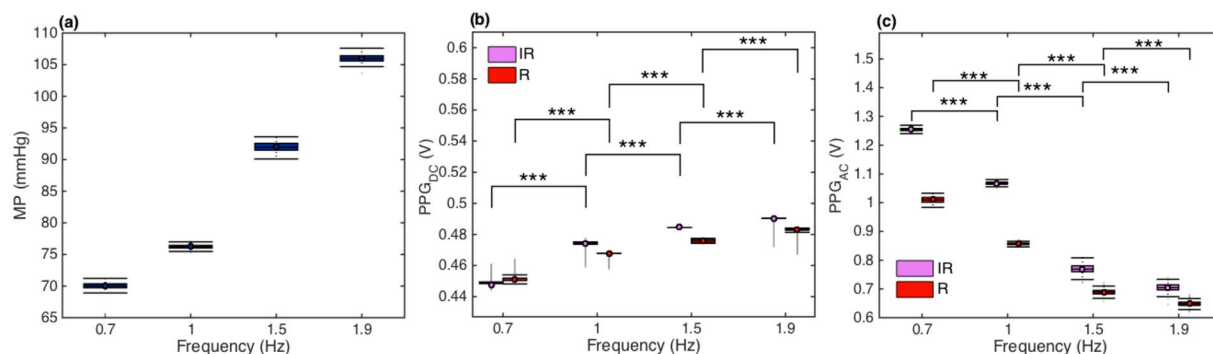 (a)
110
105
100
95
90
85
80
75
70
65
MP (mmHg)
0.7 1 1.5 1.9
Frequency (Hz)
(b)
IR
R
0.6
0.58
0.56
0.54
0.52
0.5
0.48
0.46
0.44
PPG_DC (V)
***
***
***
***
***
***
0.7 1 1.5 1.9
Frequency (Hz)
(c)
1.5
1.4
1.3
1.2
1.1
1
0.9
0.8
0.7
0.6
PPG_AC (V)
***
***
***
***
***
***
IR
R
0.7 1 1.5 1.9
Frequency (Hz)